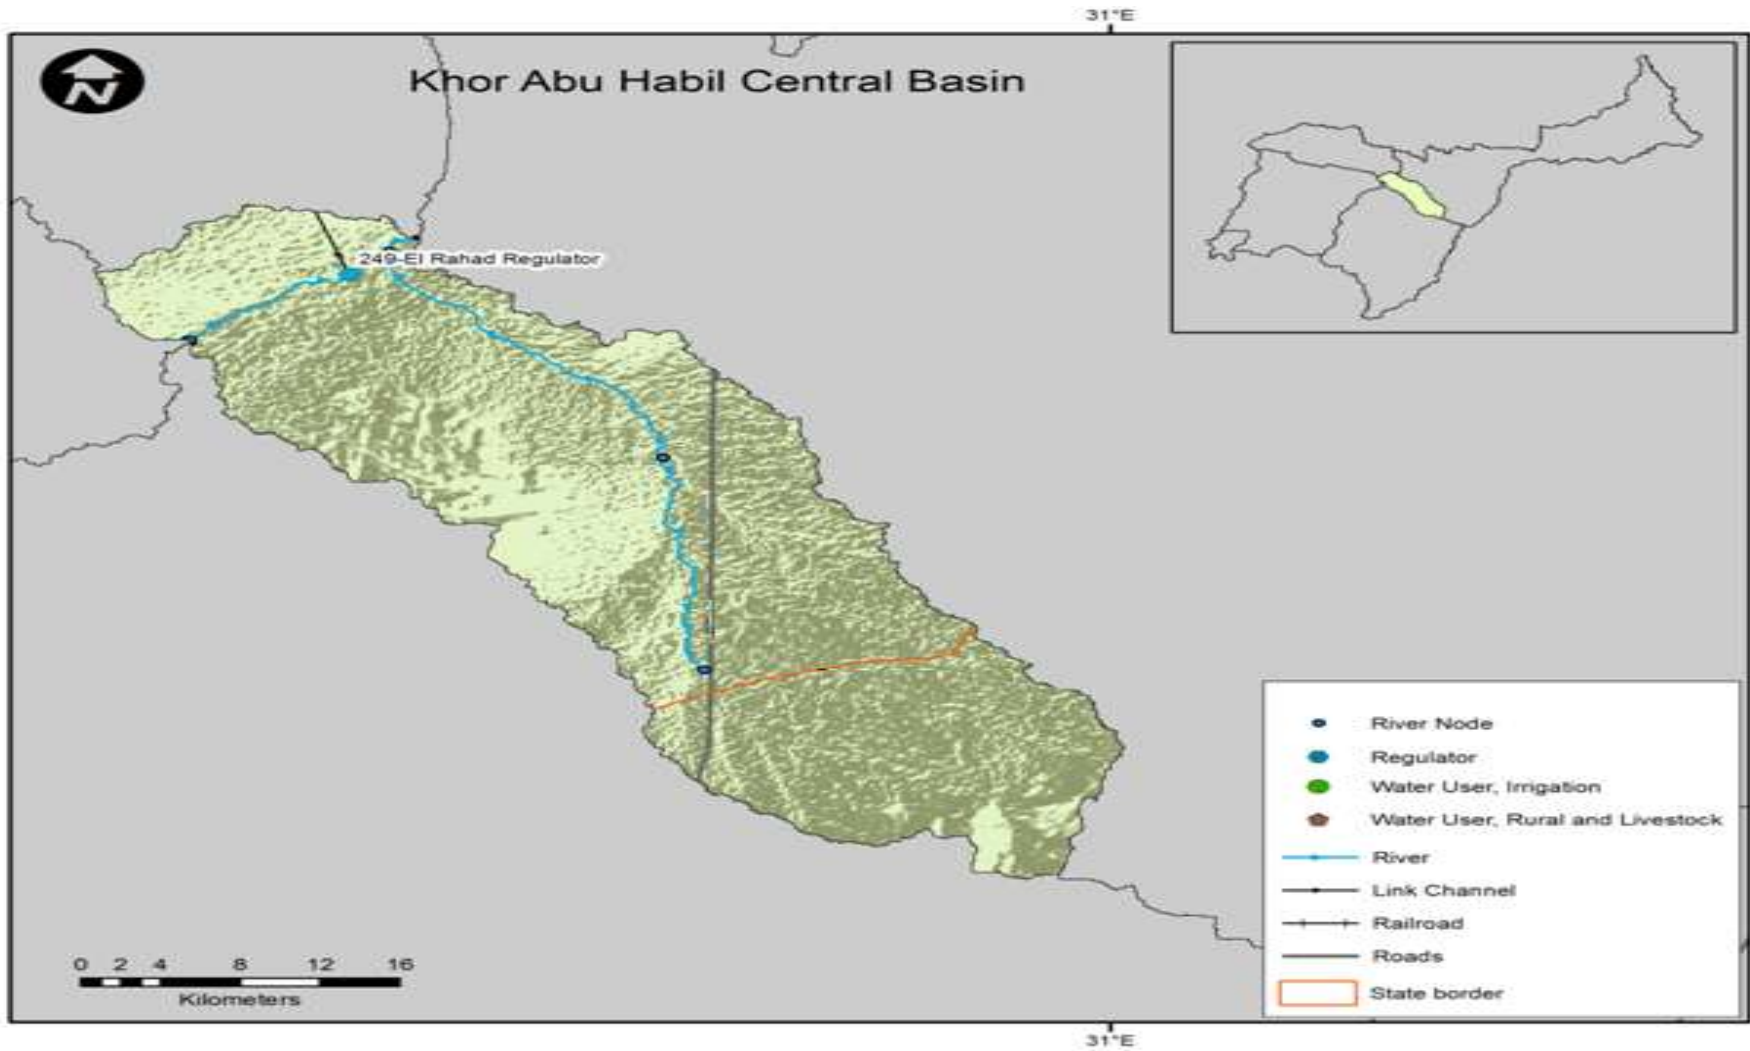 31°E
N
Khor Abu Habil Central Basin
249-El Rahad Regulator
River Node
Regulator
Water User, Irrigation
Water User, Rural and Livestock
River
Link Channel
Railroad
Roads
State border
0 2 4 8 12 16
Kilometers
31°E